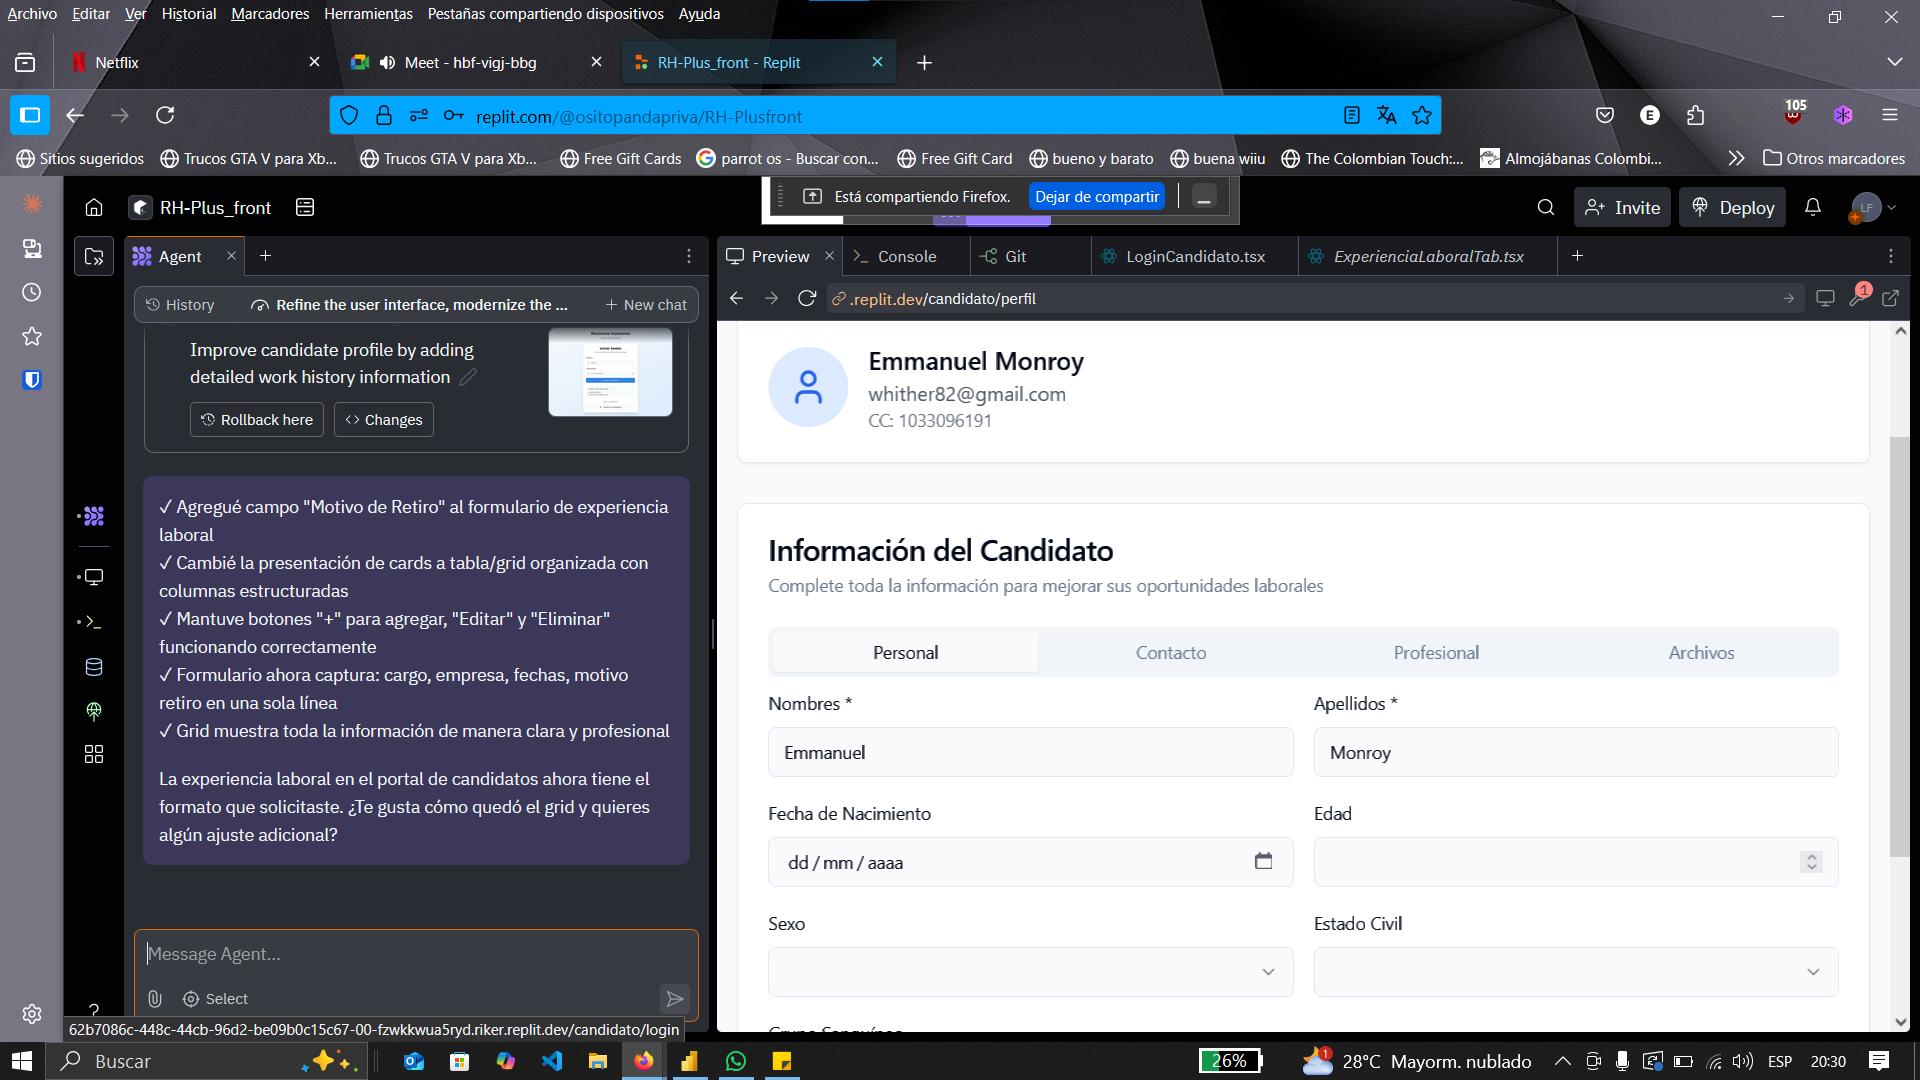 Archivo Editar Ver Historial Marcadores Herramientas Pestañas compartiendo dispositivos Ayuda
Netflix
Meet - hbf-vigj-bbg
RH-Plus_front - Replit
replit.com/@ositopandapriva/RH-Plusfront
E
105
Sitios sugeridos
Trucos GTA V para Xb...
Trucos GTA V para Xb...
Free Gift Cards
parrot os - Buscar con...
Free Gift Card
bueno y barato
buena wiiu
The Colombian Touch:...
Almojábanas Colombi...
Otros marcadores
Está compartiendo Firefox.
Dejar de compartir
RH-Plus_front
Invite
Deploy
LF
Agent
Preview
Console
Git
LoginCandidato.tsx
ExperienciaLaboralTab.tsx
History
Refine the user interface, modernize the ...
New chat
.replit.dev/candidato/perfil
1
Improve candidate profile by adding
detailed work history information
Rollback here
Changes
✓ Agregué campo "Motivo de Retiro" al formulario de experiencia
laboral
✓ Cambié la presentación de cards a tabla/grid organizada con
columnas estructuradas
✓ Mantuve botones "+" para agregar, "Editar" y "Eliminar"
funcionando correctamente
✓ Formulario ahora captura: cargo, empresa, fechas, motivo
retiro en una sola línea
✓ Grid muestra toda la información de manera clara y profesional
La experiencia laboral en el portal de candidatos ahora tiene el
formato que solicitaste. ¿Te gusta cómo quedó el grid y quieres
algún ajuste adicional?
Message Agent...
Select
62b7086c-448c-44cb-96d2-be09b0c15c67-00-fzwkkwua5ryd.riker.replit.dev/candidato/login
Emmanuel Monroy
whither82@gmail.com
CC: 1033096191
Información del Candidato
Complete toda la información para mejorar sus oportunidades laborales
Personal
Contacto
Profesional
Archivos
Nombres *
Apellidos *
Emmanuel
Monroy
Fecha de Nacimiento
Edad
dd / mm / aaaa
Sexo
Estado Civil
Grupo Sanguíneo
Buscar
26%
1
28°C Mayorm. nublado
ESP
20:30